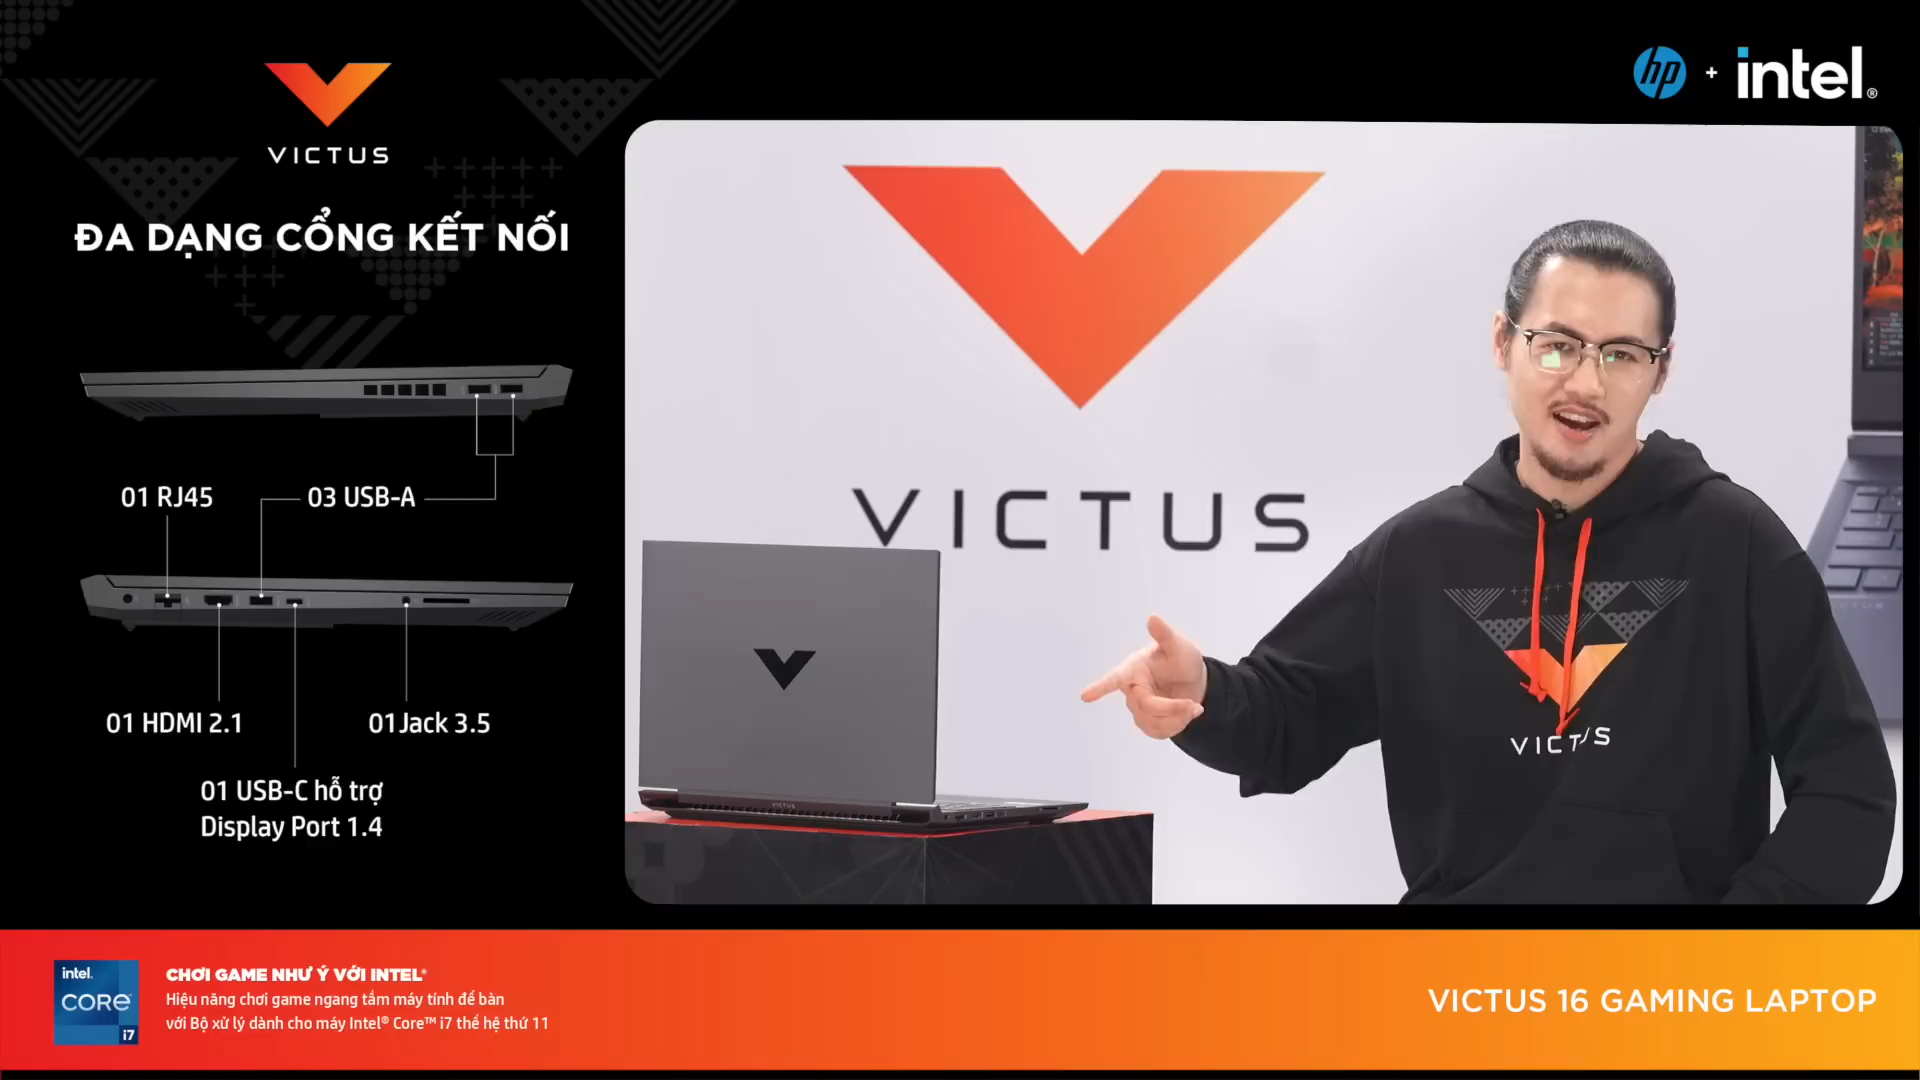 VICTUS
ĐA DẠNG CỔNG KẾT NỐI
01 RJ45
03 USB-A
01 HDMI 2.1
01Jack 3.5
01 USB-C hỗ trợ
Display Port 1.4
hp + intel®
VICTUS
VICTUS
VICTUS
intel.
CORE
i7
CHƠI GAME NHƯ Ý VỚI INTEL®
Hiệu năng chơi game ngang tầm máy tính để bàn
với Bộ xử lý dành cho máy Intel® Core™ i7 thế hệ thứ 11
VICTUS 16 GAMING LAPTOP